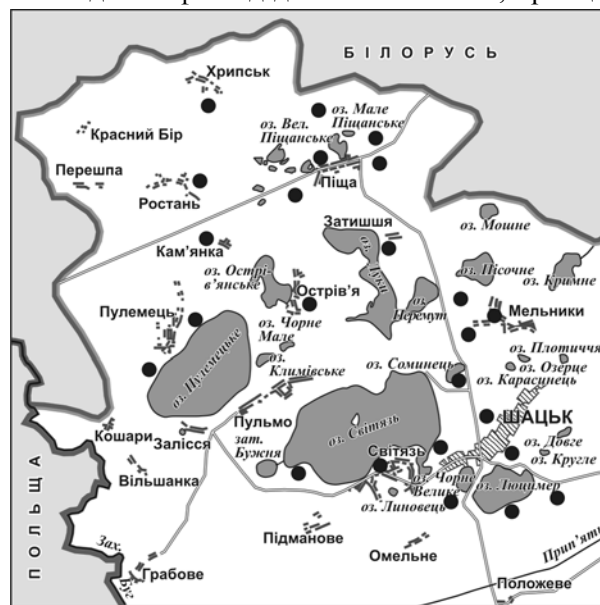 БІЛОРУСЬ
Хрипськ
оз. Мале
Піщанське
оз. Вел.
Піщанське
Красний Бір
Перешпа
Ростань
Піща
Затишшя
оз. Мошне
Кам'янка
оз. Луки
оз. Пісочне
оз. Кримне
оз. Острі-
в'янське
Острів'я
оз.
Перемут
Пулемець
Мельники
оз. Чорне
Мале
оз. Плотиччя
оз.
Климівське
оз. Соминець
оз. Озерце
оз. Карасинець
оз. Пулемецьке
Пульмо
зат.
Бужня
оз. Світязь
ШАЦЬК
Кошари
Залісся
Світязь
оз. Довге
оз. Кругле
Вільшанка
оз. Чорне
Велике
оз. Люцимер
оз. Линовець
ПОЛЬЩА
Підманове
Омельне
Зах.
Буг
Прип'ять
Грабове
Положеве